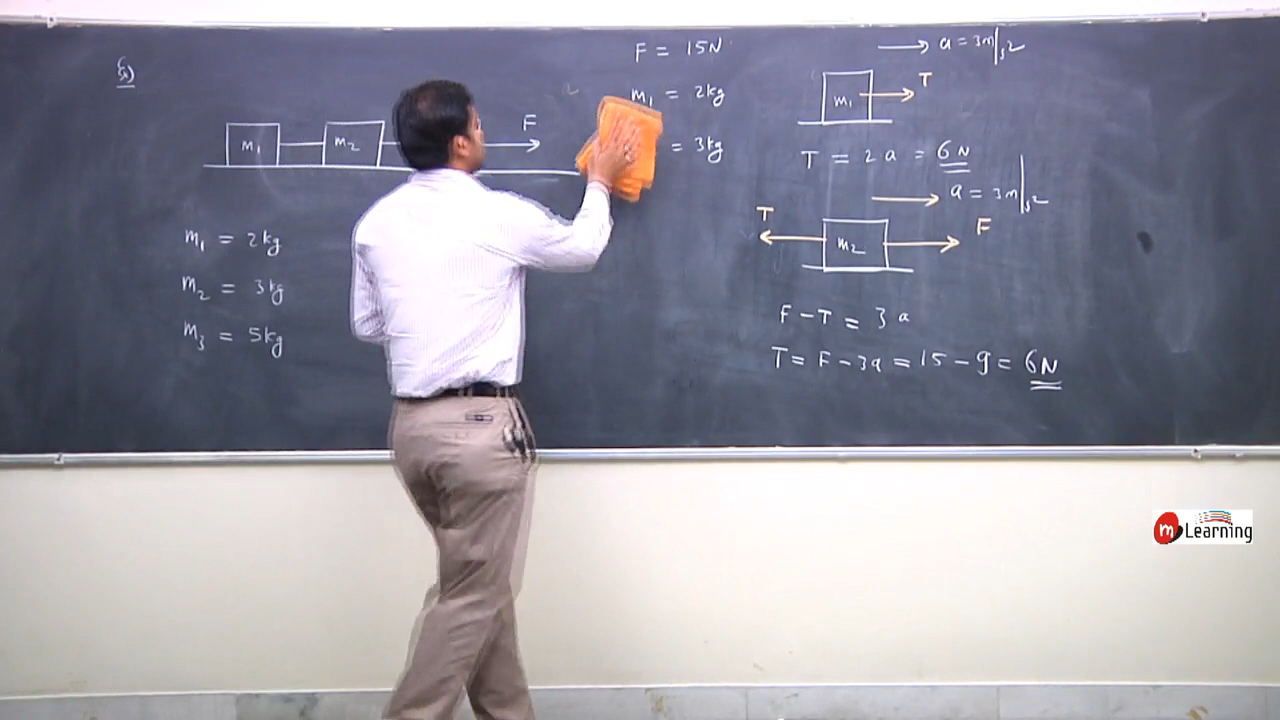 Q)
m₁ m₂ F
m₁ = 2kg
m₂ = 3kg
m₃ = 5kg
F = 15N
m₁ = 2kg
= 3kg
a = 3m/s²
m₁ T
T = 2a = 6N
a = 3m/s²
T m₂ F
F - T = 3a
T = F - 3a = 15 - 9 = 6N
m Learning